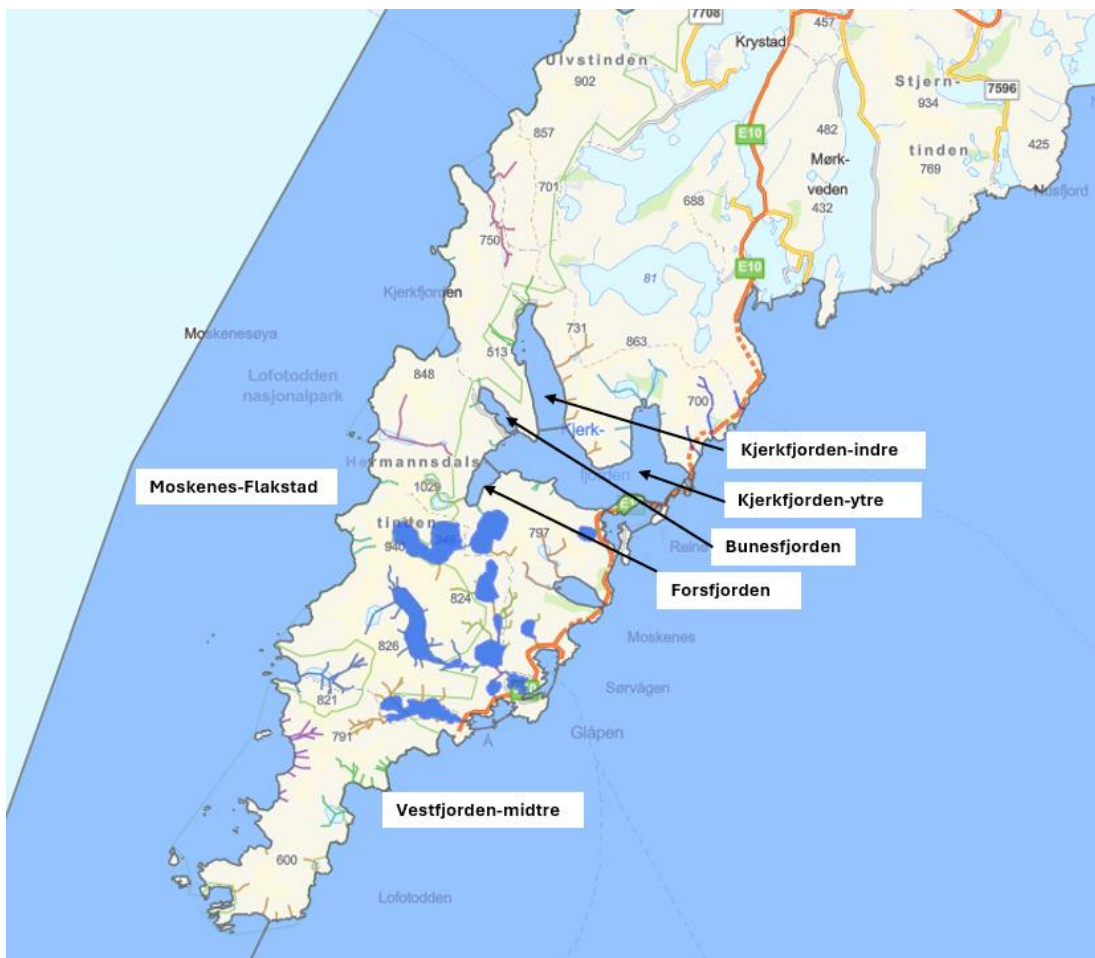 7708
457
Krystad
Ulvstinden
902
Stjern-
934
7596
857
E10
482
425
Mørk-
veden
tinden
769
701
688
432
Nusfjord
750
E10
81
Kjerkfjorden
Moskenesøya
731
863
513
Lofotodden
nasjonalpark
848
700
Kjerk-
Kjerkfjorden-indre
Hermannsdals-
fjorden
Moskenes-Flakstad
1029
Kjerkfjorden-ytre
tinden
797
940
346
Reine
Bunesfjorden
Forsfjorden
824
Moskenes
826
Sørvågen
821
791
Å
Glåpen
Vestfjorden-midtre
600
Lofotodden